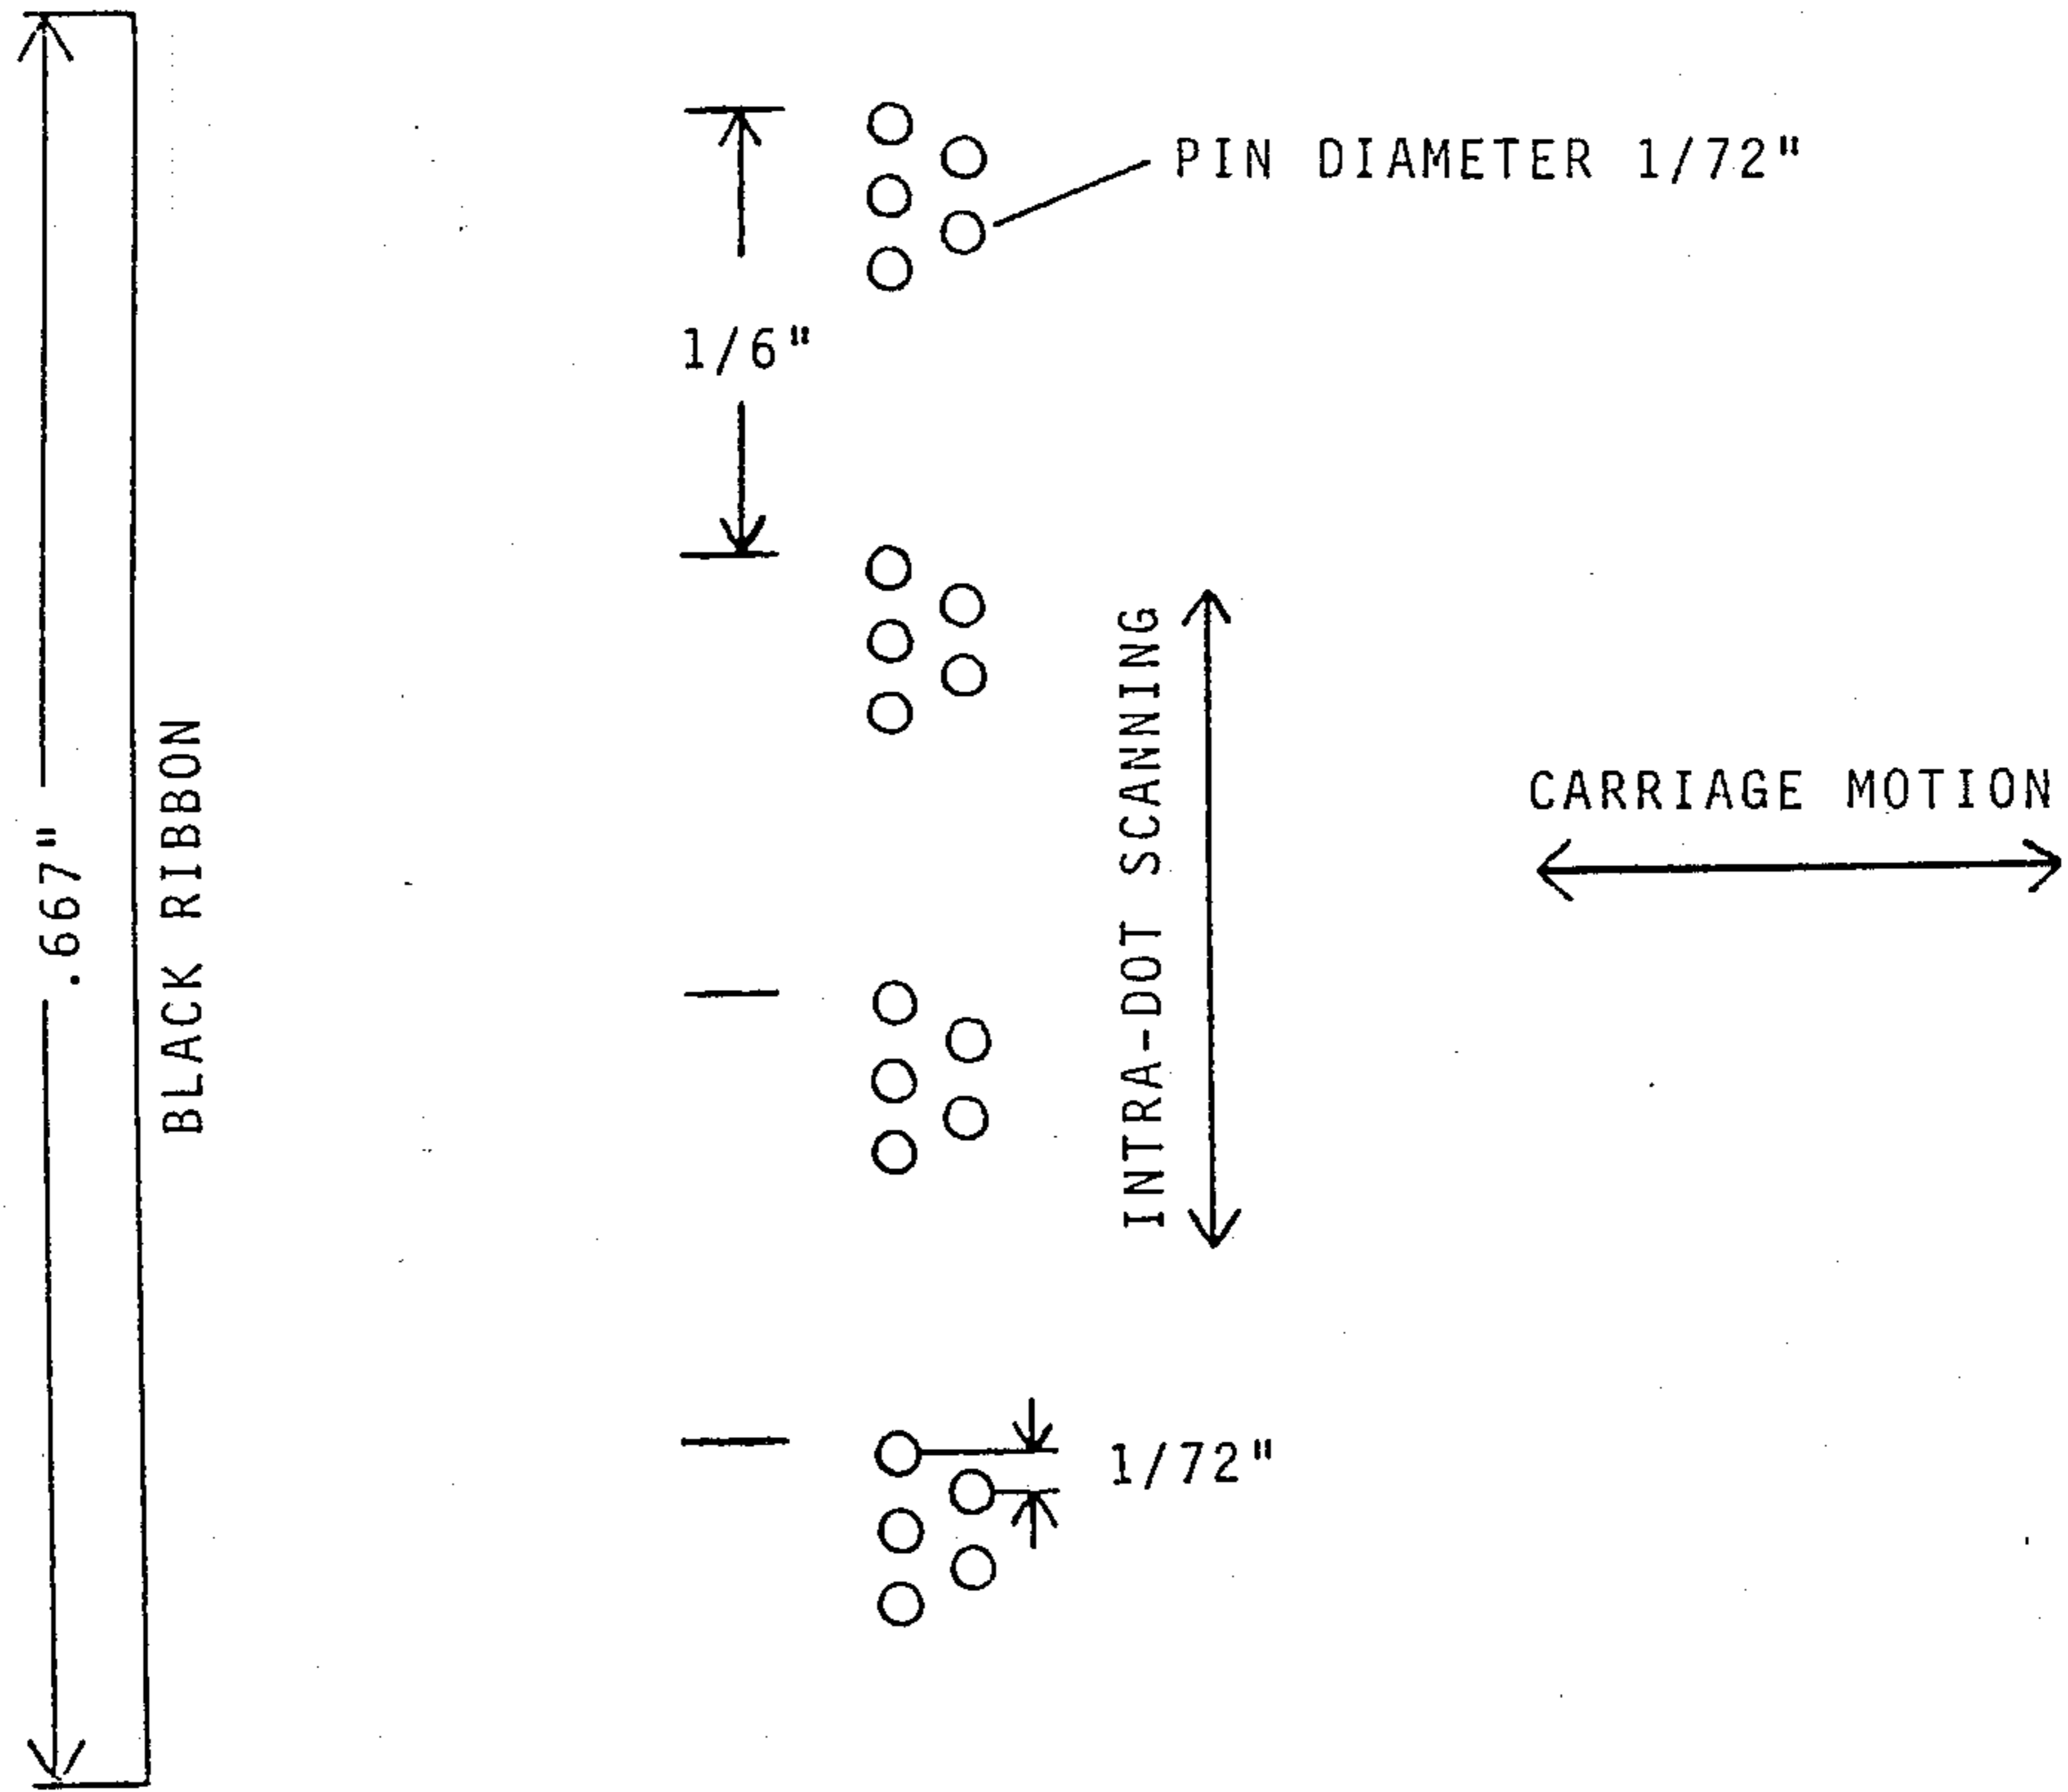 PIN DIAMETER 1/72"
1/6"
.667"
BLACK RIBBON
INTRA-DOT SCANNING
CARRIAGE MOTION
1/72"